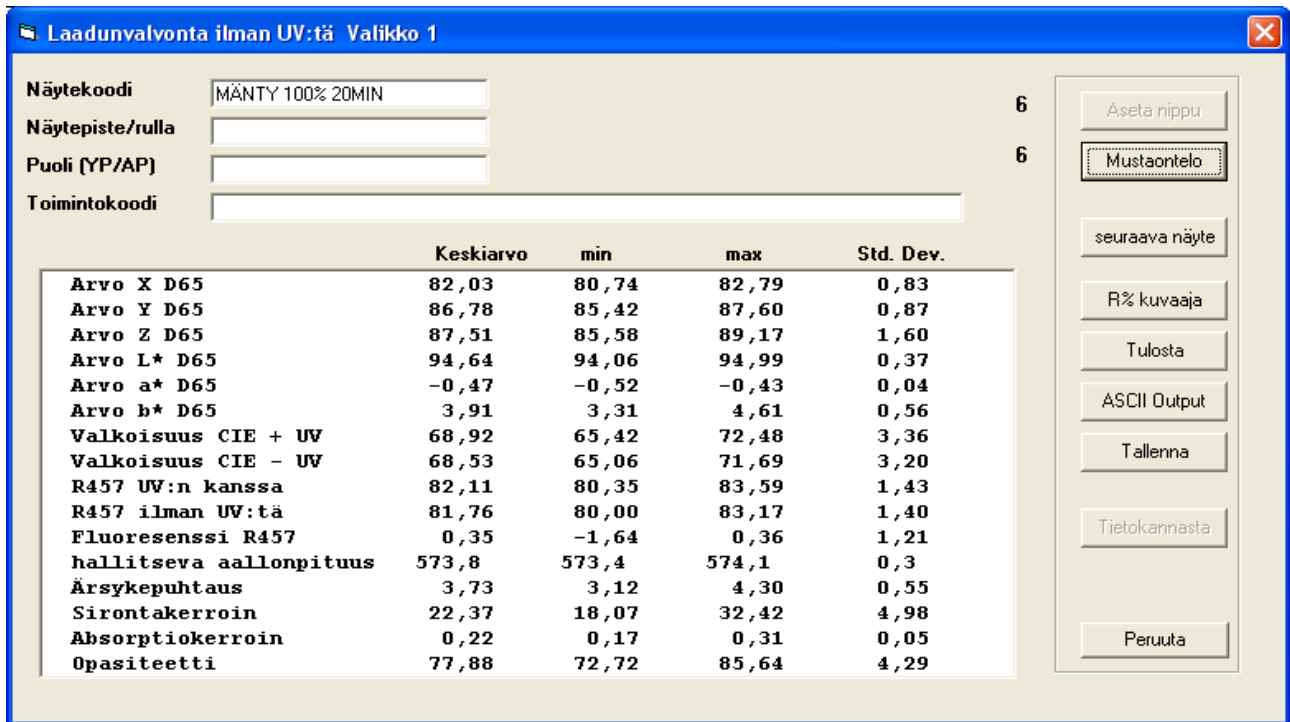 Laadunvalvonta ilman UV:tä Valikko 1
Näytekoodi MÄNTY 100% 20MIN
Näytepiste/rulla
Puoli (YP/AP)
Toimintokoodi
6
6
Keskiarvo min max Std. Dev.
Arvo X D65 82,03 80,74 82,79 0,83
Arvo Y D65 86,78 85,42 87,60 0,87
Arvo Z D65 87,51 85,58 89,17 1,60
Arvo L* D65 94,64 94,06 94,99 0,37
Arvo a* D65 -0,47 -0,52 -0,43 0,04
Arvo b* D65 3,91 3,31 4,61 0,56
Valkoisuus CIE + UV 68,92 65,42 72,48 3,36
Valkoisuus CIE - UV 68,53 65,06 71,69 3,20
R457 UV:n kanssa 82,11 80,35 83,59 1,43
R457 ilman UV:tä 81,76 80,00 83,17 1,40
Fluoresenssi R457 0,35 -1,64 0,36 1,21
hallitseva aallonpituus 573,8 573,4 574,1 0,3
Ärsykepuhtaus 3,73 3,12 4,30 0,55
Sirontakerroin 22,37 18,07 32,42 4,98
Absorptiokerroin 0,22 0,17 0,31 0,05
Opasiteetti 77,88 72,72 85,64 4,29
Aseta nippu
Mustaontelo
seuraava näyte
R% kuvaaja
Tulosta
ASCII Output
Tallenna
Tietokannasta
Peruuta